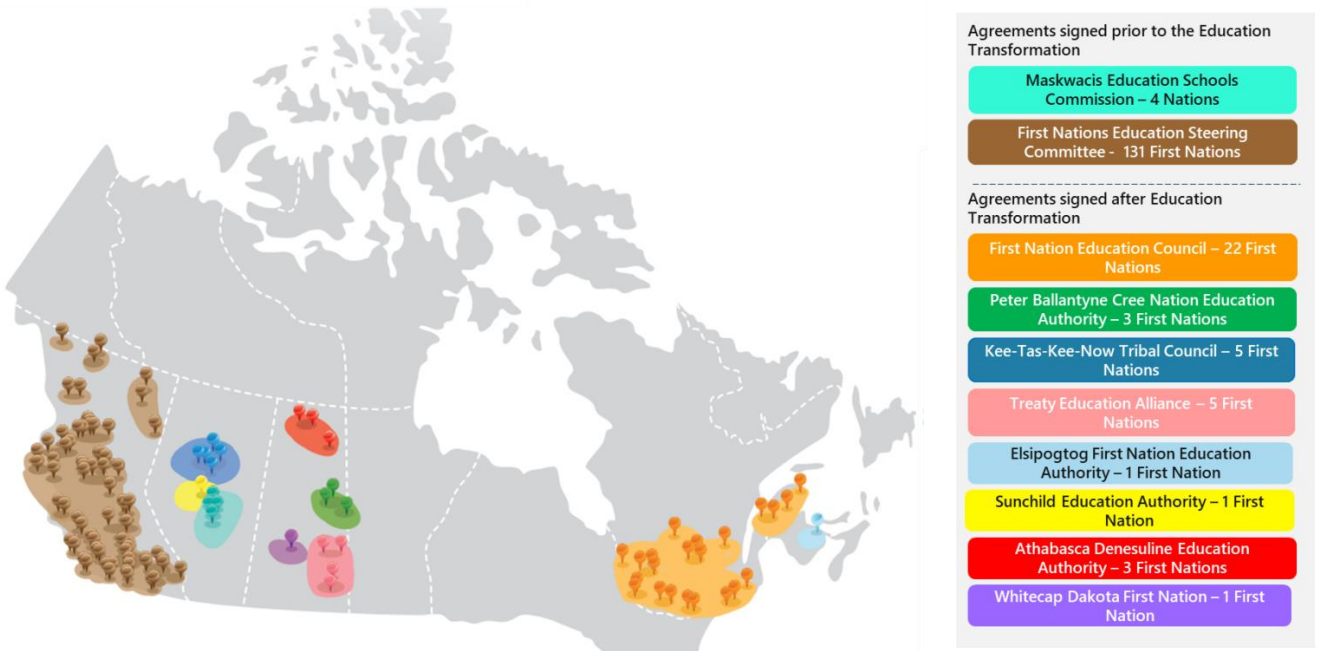 Agreements signed prior to the Education
Transformation
Maskwacis Education Schools
Commission – 4 Nations
First Nations Education Steering
Committee - 131 First Nations
Agreements signed after Education
Transformation
First Nation Education Council – 22 First
Nations
Peter Ballantyne Cree Nation Education
Authority – 3 First Nations
Kee-Tas-Kee-Now Tribal Council – 5 First
Nations
Treaty Education Alliance – 5 First
Nations
Elsipogtog First Nation Education
Authority – 1 First Nation
Sunchild Education Authority – 1 First
Nation
Athabasca Denesuline Education
Authority – 3 First Nations
Whitecap Dakota First Nation – 1 First
Nation